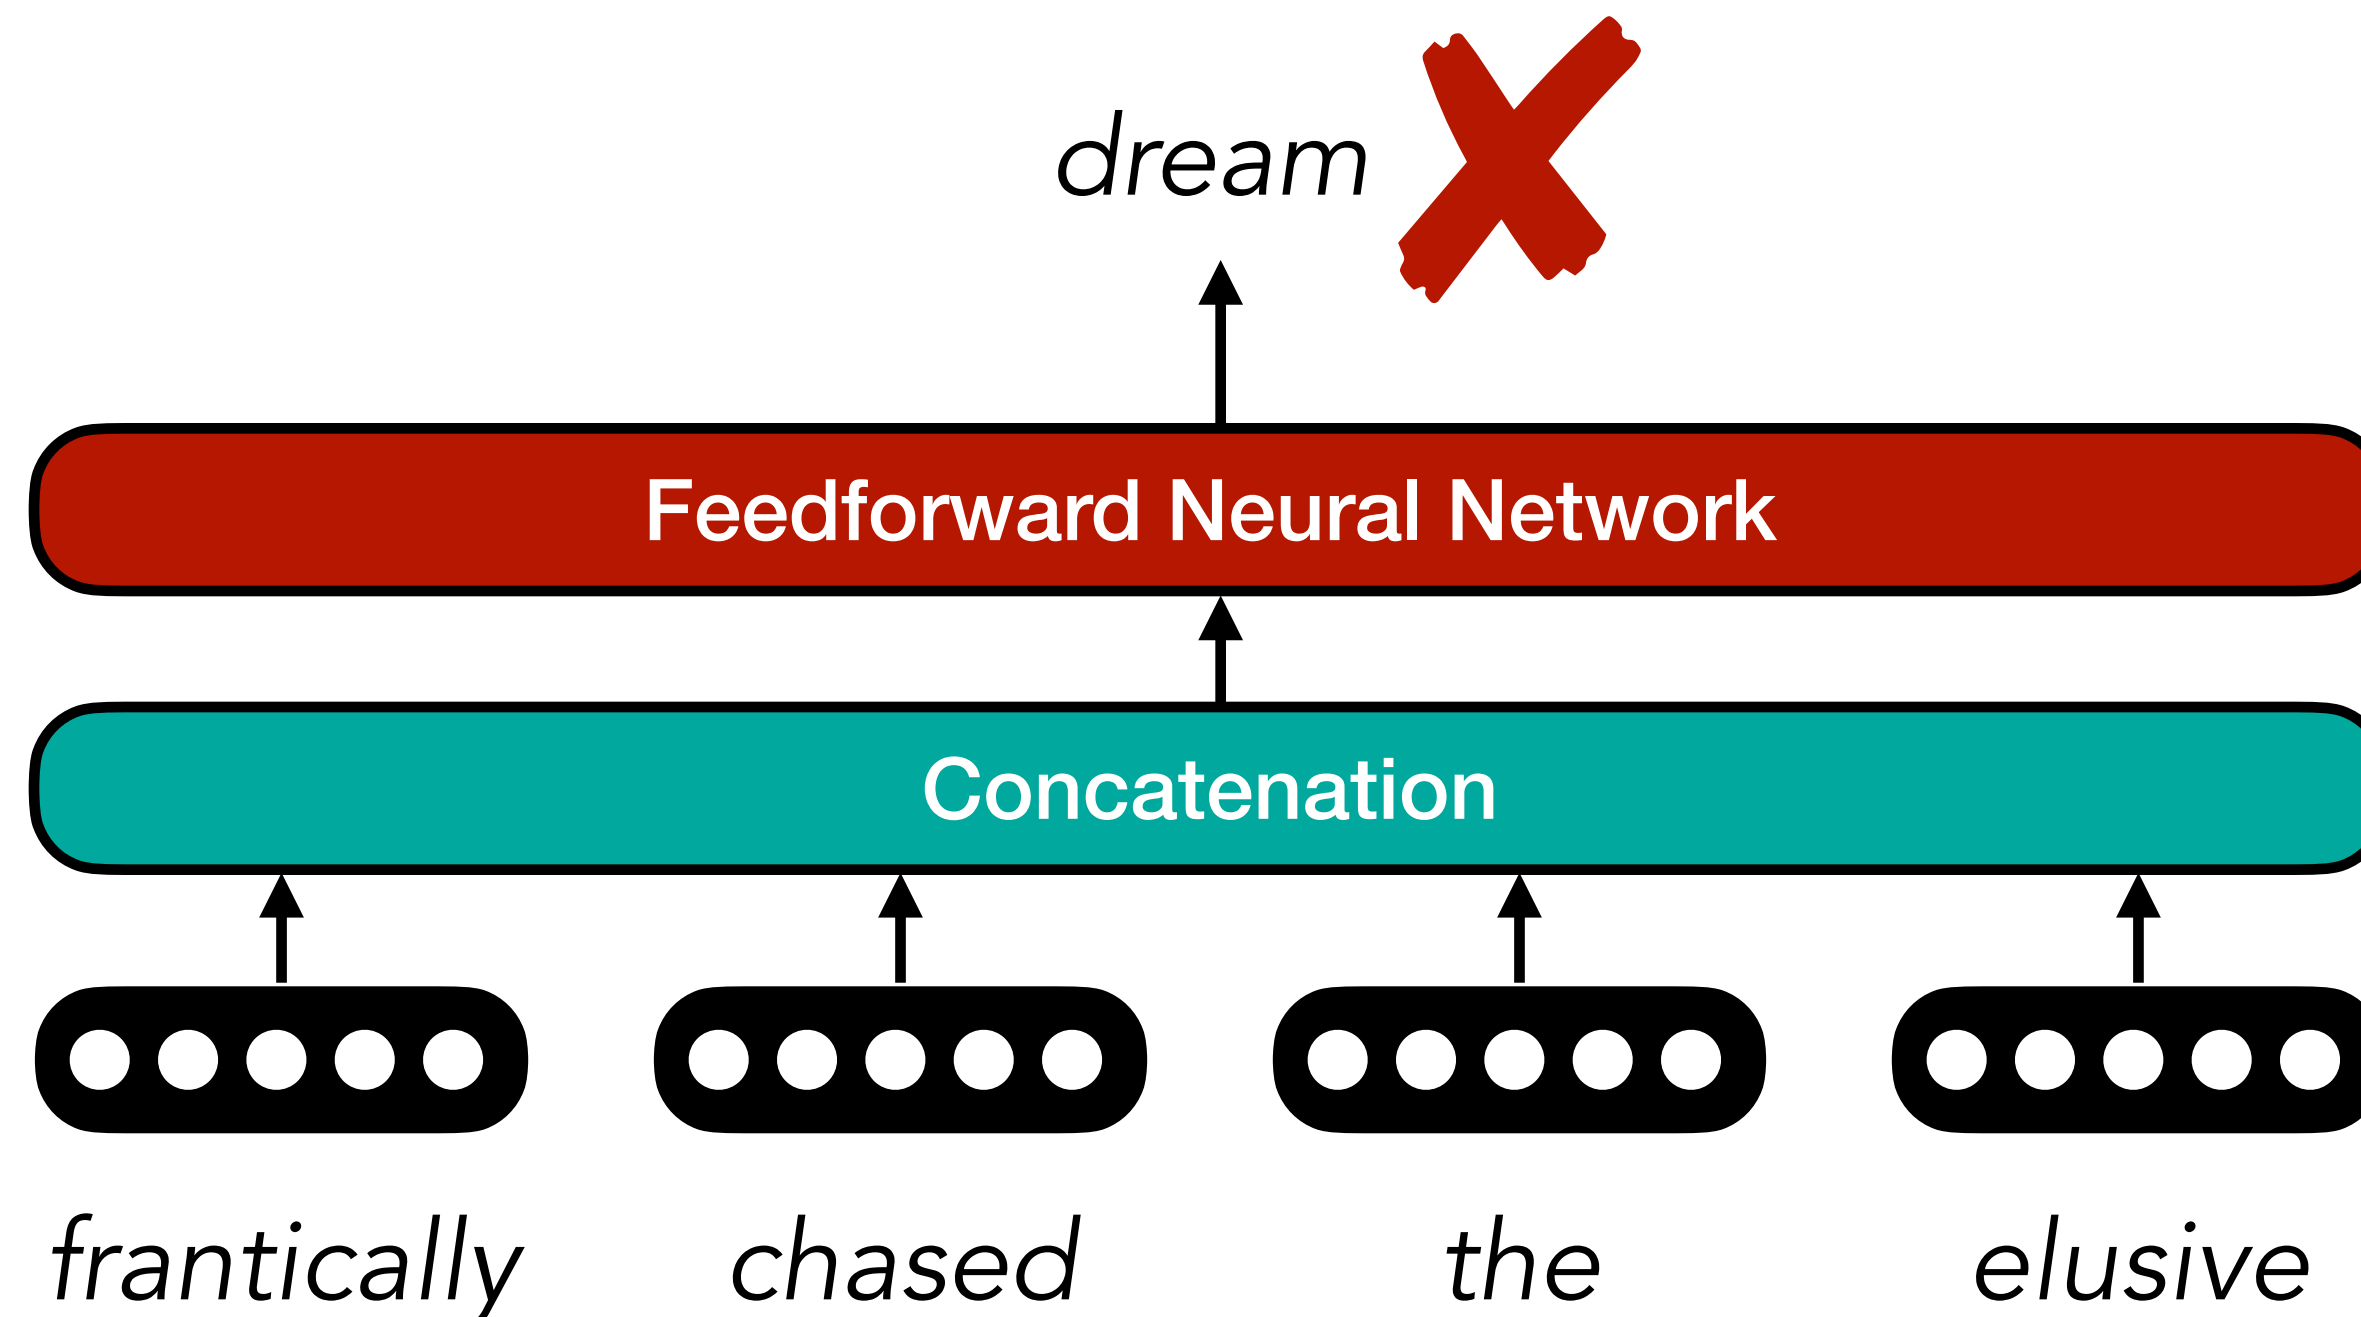 dream
Feedforward Neural Network
Concatenation
frantically chased the elusive